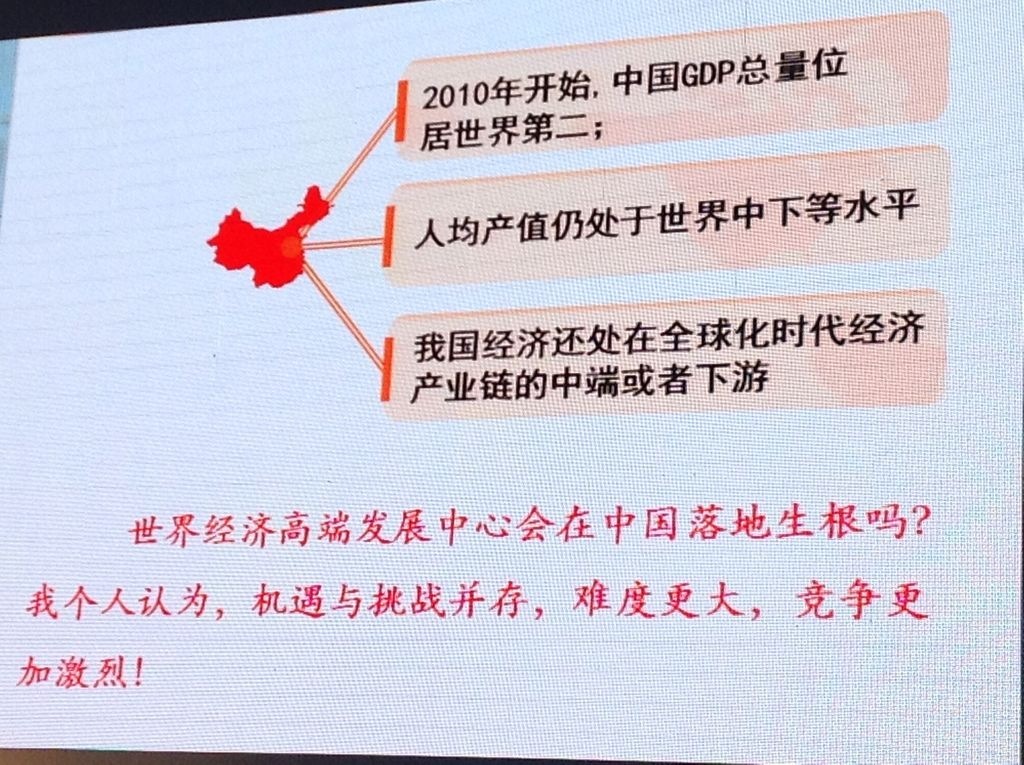 2010年开始,中国GDP总量位
居世界第二；
人均产值仍处于世界中下等水平
我国经济还处在全球化时代经济
产业链的中端或者下游
世界经济高端发展中心会在中国落地生根吗？
我个人认为，机遇与挑战并存，难度更大，竞争更
加激烈！